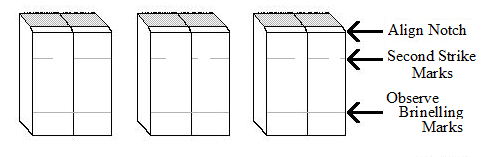 Align Notch
Second Strike
Marks
Observe
Brinelling
Marks